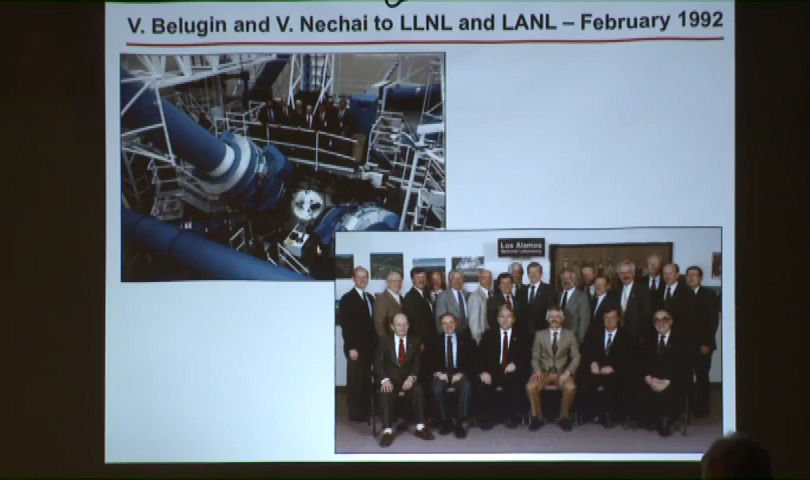 V. Belugin and V. Nechai to LLNL and LANL – February 1992
Los Alamos
National Laboratory